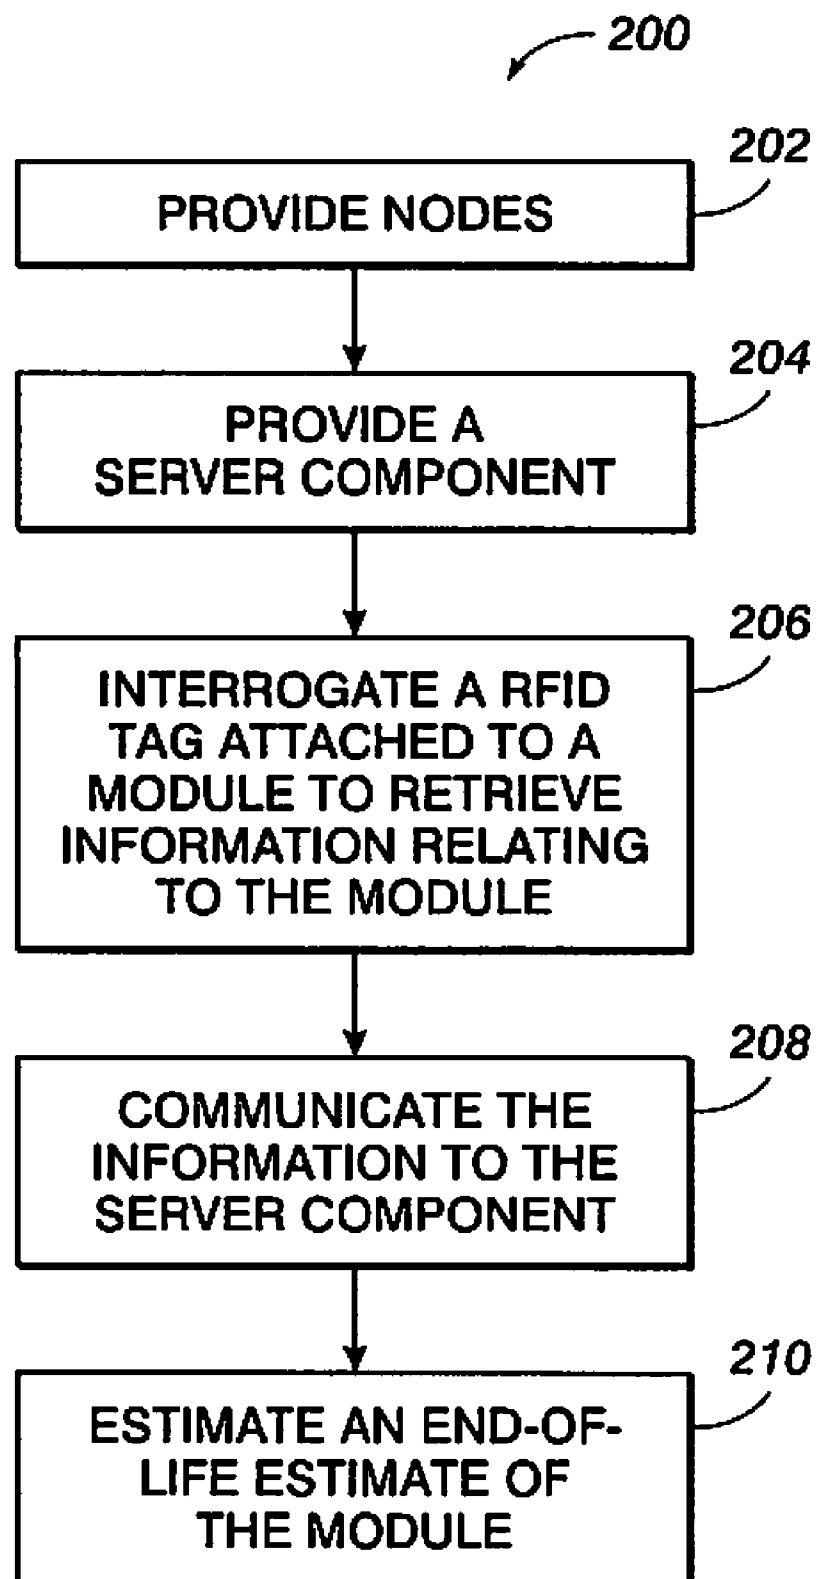 200
202
PROVIDE NODES
204
PROVIDE A
SERVER COMPONENT
206
INTERROGATE A RFID
TAG ATTACHED TO A
MODULE TO RETRIEVE
INFORMATION RELATING
TO THE MODULE
208
COMMUNICATE THE
INFORMATION TO THE
SERVER COMPONENT
210
ESTIMATE AN END-OF-
LIFE ESTIMATE OF
THE MODULE